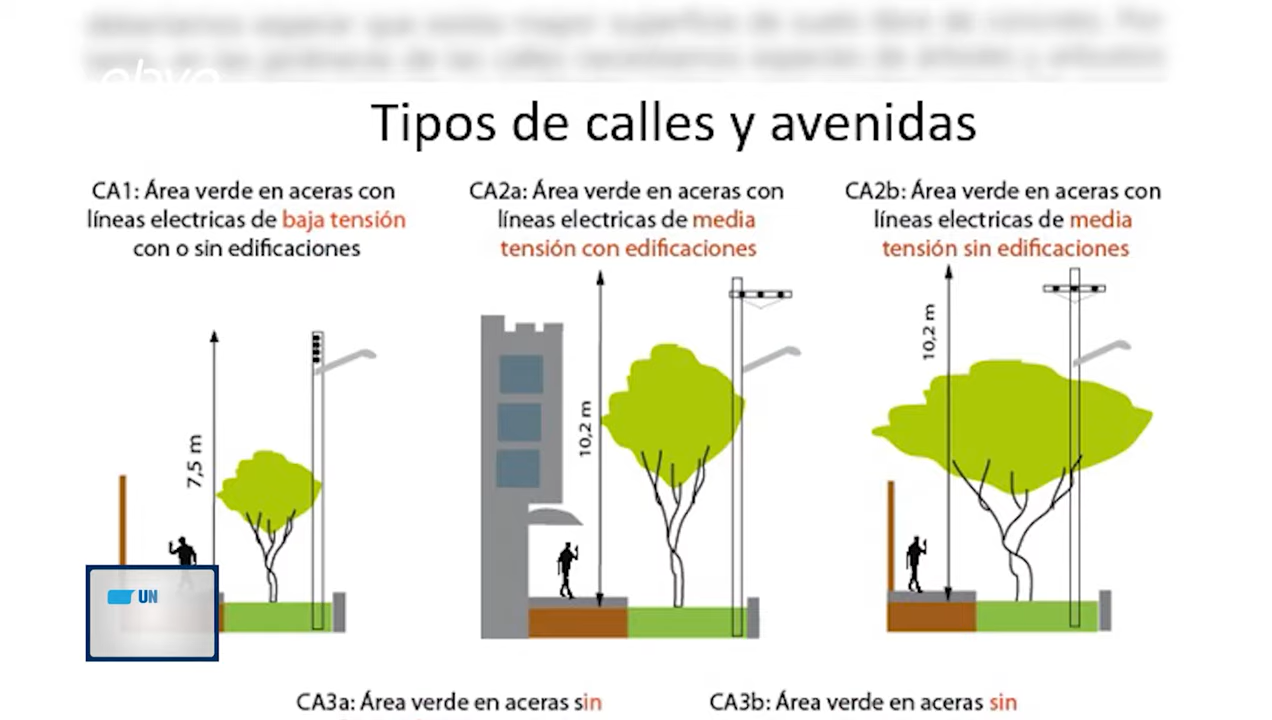 Tipos de calles y avenidas
CA1: Área verde en aceras con
líneas electricas de baja tensión
con o sin edificaciones
CA2a: Área verde en aceras con
líneas electricas de media
tensión con edificaciones
CA2b: Área verde en aceras con
líneas electricas de media
tensión sin edificaciones
7,5 m
10,2 m
10,2 m
UN
CA3a: Área verde en aceras sin
CA3b: Área verde en aceras sin